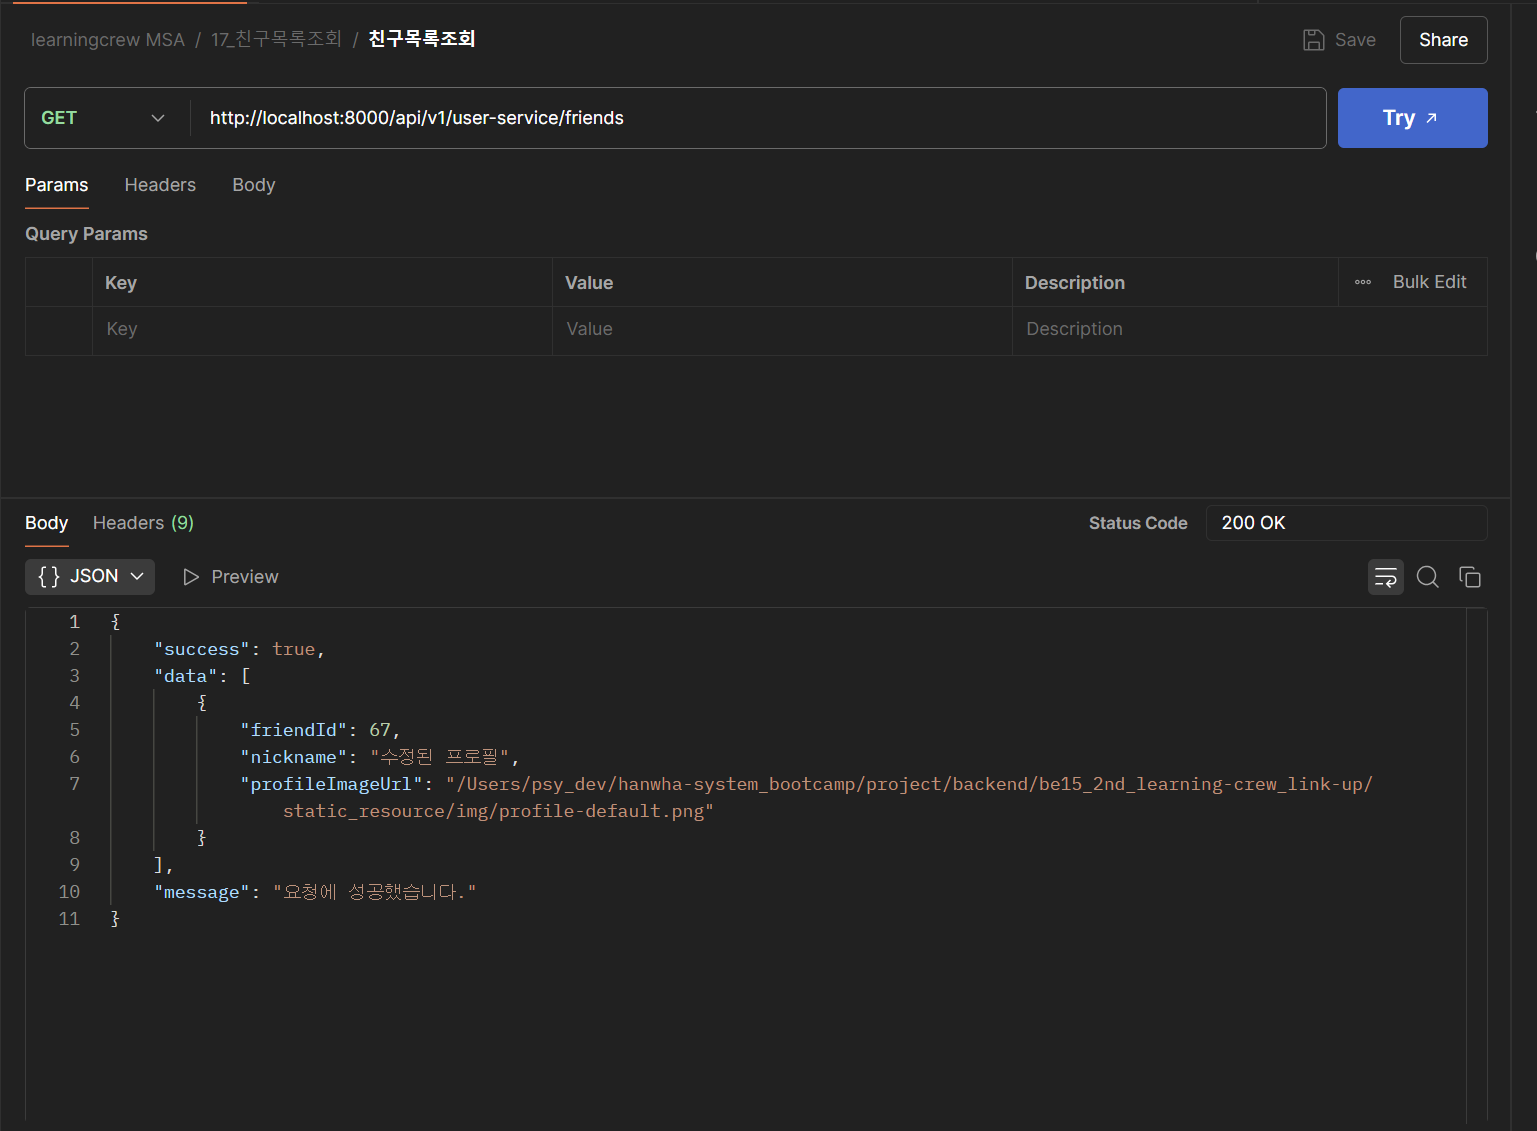 learningcrew MSA / 17_친구목록조회 / 친구목록조회
Save
Share
GET
http://localhost:8000/api/v1/user-service/friends
Try
Params Headers Body
Query Params
Key Value Description Bulk Edit
Key Value Description
Body Headers (9)
Status Code 200 OK
{} JSON Preview
1 {
2 "success": true,
3 "data": [
4 {
5 "friendId": 67,
6 "nickname": "수정된 프로필",
7 "profileImageUrl": "/Users/psy_dev/hanwha-system_bootcamp/project/backend/be15_2nd_learning-crew_link-up/
static_resource/img/profile-default.png"
8 }
9 ],
10 "message": "요청에 성공했습니다."
11 }